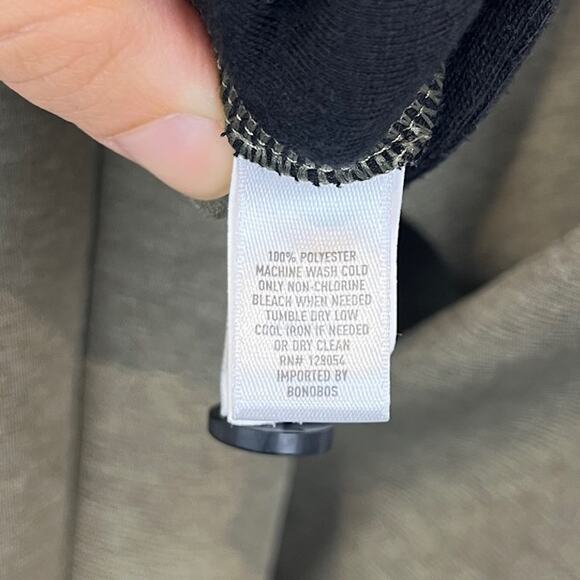 100% POLYESTER
MACHINE WASH COLD
ONLY NON-CHLORINE
BLEACH WHEN NEEDED
TUMBLE DRY LOW
COOL IRON IF NEEDED
OR DRY CLEAN
RN# 128054
IMPORTED BY
BONOBOS